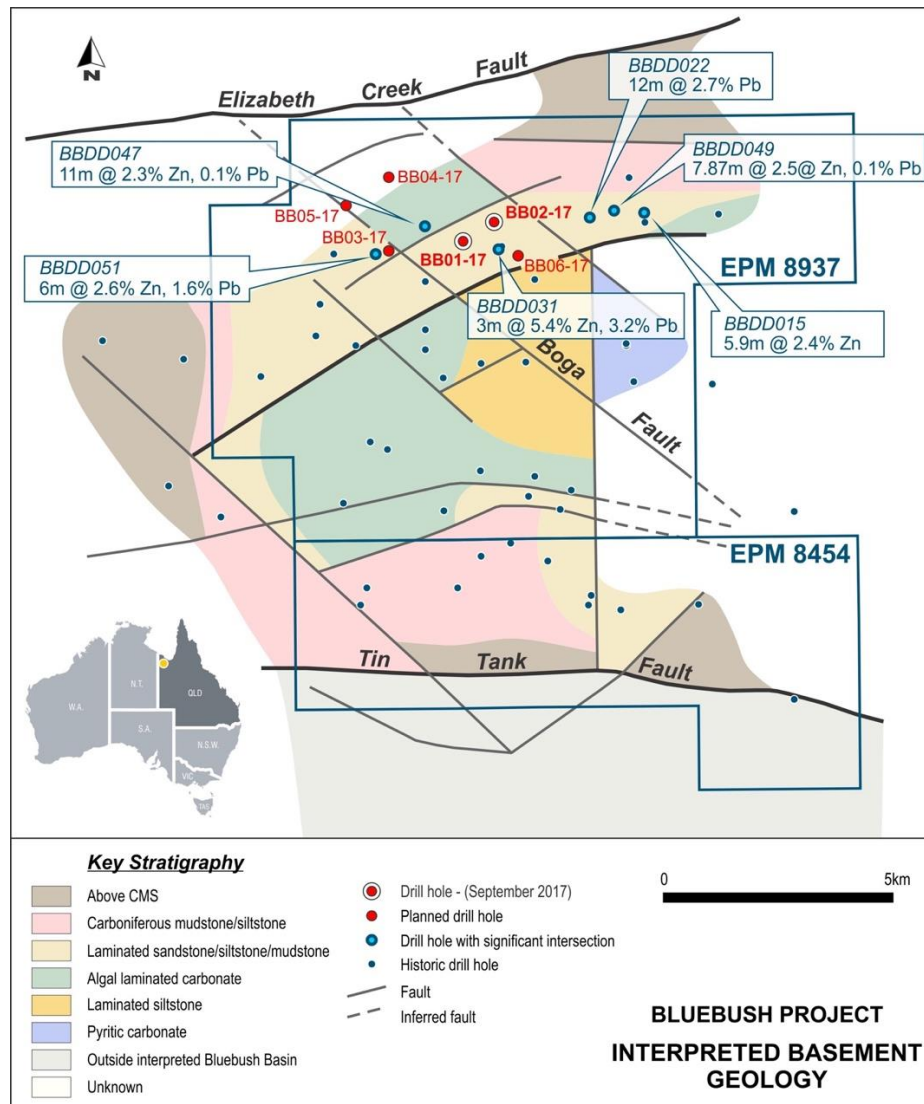 N
Elizabeth Creek Fault
BBDD022
12m @ 2.7% Pb
BBDD047
11m @ 2.3% Zn, 0.1% Pb
BBDD049
7.87m @ 2.5@ Zn, 0.1% Pb
BB04-17
BB05-17
BB02-17
BB03-17
BB01-17
BB06-17
EPM 8937
BBDD051
6m @ 2.6% Zn, 1.6% Pb
BBDD031
3m @ 5.4% Zn, 3.2% Pb
BBDD015
5.9m @ 2.4% Zn
Boga Fault
EPM 8454
Tin Tank Fault
W.A.
N.T.
QLD
S.A.
N.S.W.
VIC
TAS
Key Stratigraphy
Above CMS
Carboniferous mudstone/siltstone
Laminated sandstone/siltstone/mudstone
Algal laminated carbonate
Laminated siltstone
Pyritic carbonate
Outside interpreted Bluebush Basin
Unknown
Drill hole - (September 2017)
Planned drill hole
Drill hole with significant intersection
Historic drill hole
Fault
Inferred fault
0 5km
BLUEBUSH PROJECT
INTERPRETED BASEMENT
GEOLOGY